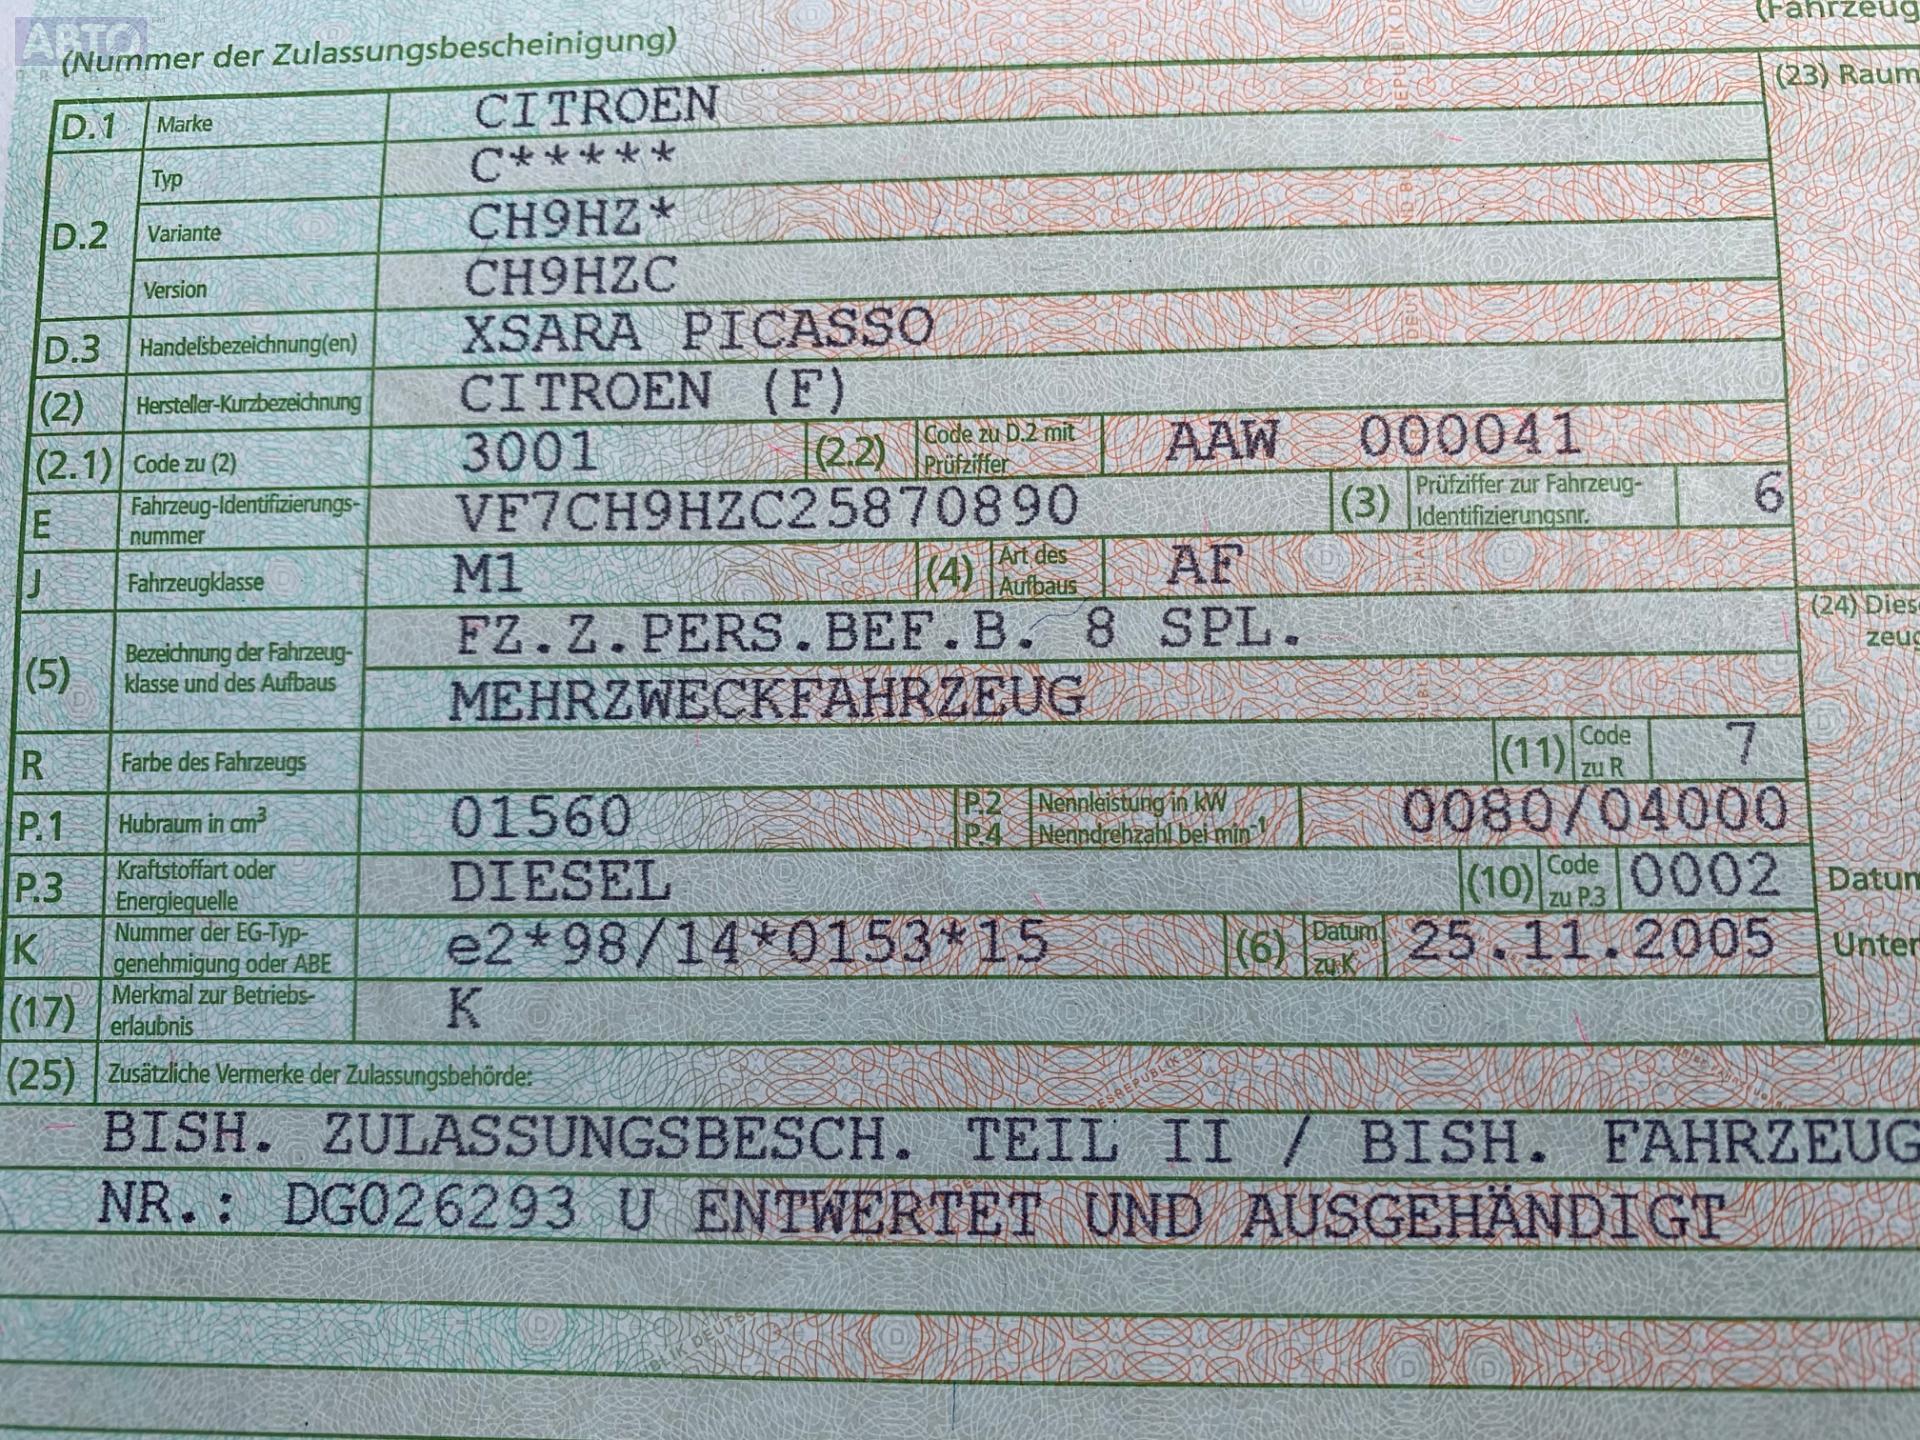 ABTO
(Nummer der Zulassungsbescheinigung)
(Fahrzeug
(23) Raum
D.1 Marke CITROEN
D.2 Typ C*****
Variante CH9HZ*
Version CH9HZC
D.3 Handelsbezeichnung(en) XSARA PICASSO
(2) Hersteller-Kurzbezeichnung CITROEN (F)
(2.1) Code zu (2) 3001 (2.2) Code zu D.2 mit Prüfziffer AAW 000041
E Fahrzeug-Identifizierungs-
nummer VF7CH9HZC25870890 (3) Prüfziffer zur Fahrzeug-
Identifizierungsnr. 6
J Fahrzeugklasse M1 (4) Art des Aufbaus AF
(24) Diese
zeug
(5) Bezeichnung der Fahrzeug-
klasse und des Aufbaus FZ.Z.PERS.BEF.B. 8 SPL.
MEHRZWECKFAHRZEUG
R Farbe des Fahrzeugs (11) Code zu R 7
P.1 Hubraum in cm³ 01560 P.2 Nennleistung in kW
P.4 Nenndrehzahl bei min⁻¹ 0080/04000
P.3 Kraftstoffart oder
Energiequelle DIESEL (10) Code zu P.3 0002
Datum
K Nummer der EG-Typ-
genehmigung oder ABE e2*98/14*0153*15 (6) Datum zu K 25.11.2005
Unter
(17) Merkmal zur Betriebs-
erlaubnis K
(25) Zusätzliche Vermerke der Zulassungsbehörde:
BISH. ZULASSUNGSBESCH. TEIL II / BISH. FAHRZEUG
NR.: DG026293 U ENTWERTET UND AUSGEHÄNDIGT